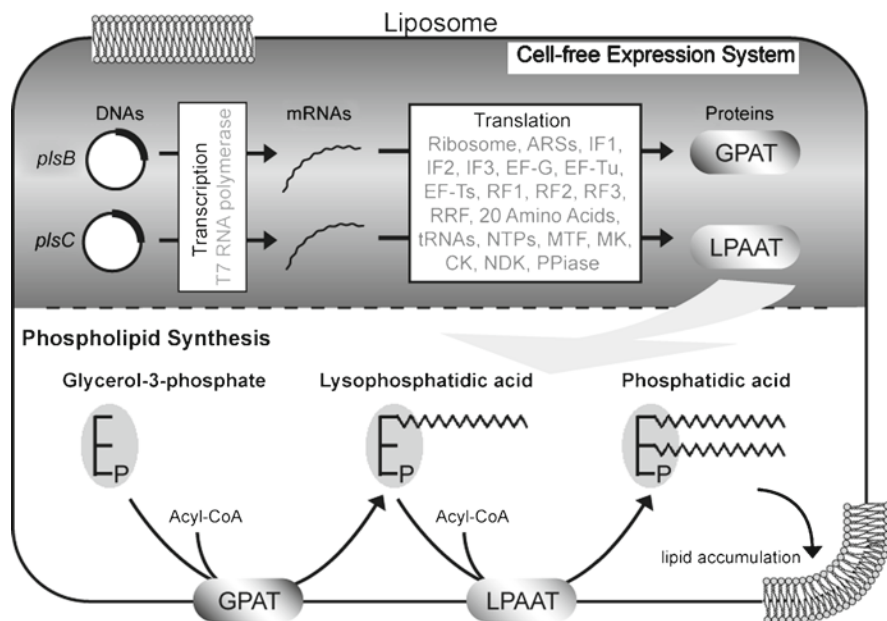 Liposome
Cell-free Expression System
DNAs
mRNAs
Proteins
plsB
plsC
Transcription
T7 RNA polymerase
Translation
Ribosome, ARSs, IF1,
IF2, IF3, EF-G, EF-Tu,
EF-Ts, RF1, RF2, RF3,
RRF, 20 Amino Acids,
tRNAs, NTPs, MTF, MK,
CK, NDK, PPiase
GPAT
LPAAT
Phospholipid Synthesis
Glycerol-3-phosphate
Lysophosphatidic acid
Phosphatidic acid
P
P
P
Acyl-CoA
Acyl-CoA
lipid accumulation
GPAT
LPAAT